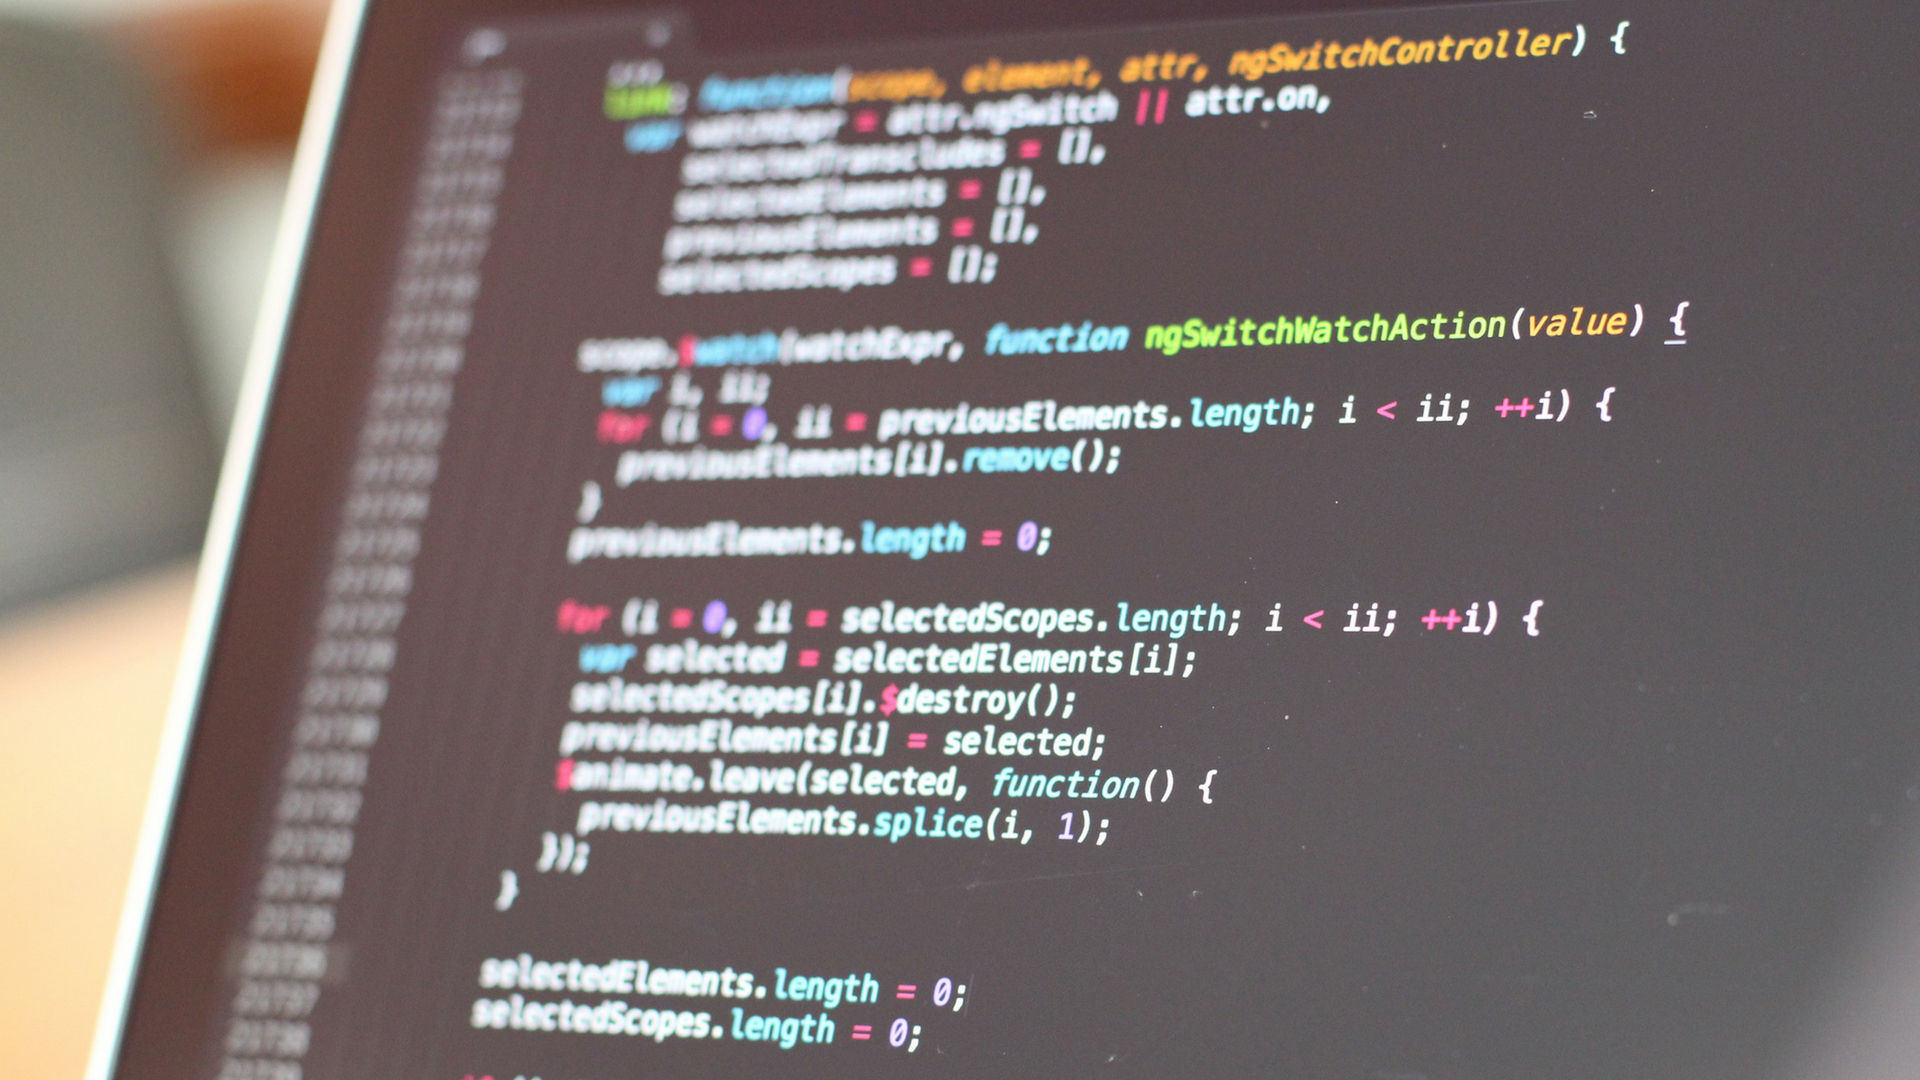 link: function(scope, element, attr, ngSwitchController) {
var watchExpr = attr.ngSwitch || attr.on,
selectedTranscludes = [],
selectedElements = [],
previousElements = [],
selectedScopes = [];
scope.$watch(watchExpr, function ngSwitchWatchAction(value) {
var i, ii;
for (i = 0, ii = previousElements.length; i < ii; ++i) {
previousElements[i].remove();
}
previousElements.length = 0;
for (i = 0, ii = selectedScopes.length; i < ii; ++i) {
var selected = selectedElements[i];
selectedScopes[i].$destroy();
previousElements[i] = selected;
$animate.leave(selected, function() {
previousElements.splice(i, 1);
});
}
selectedElements.length = 0;
selectedScopes.length = 0;